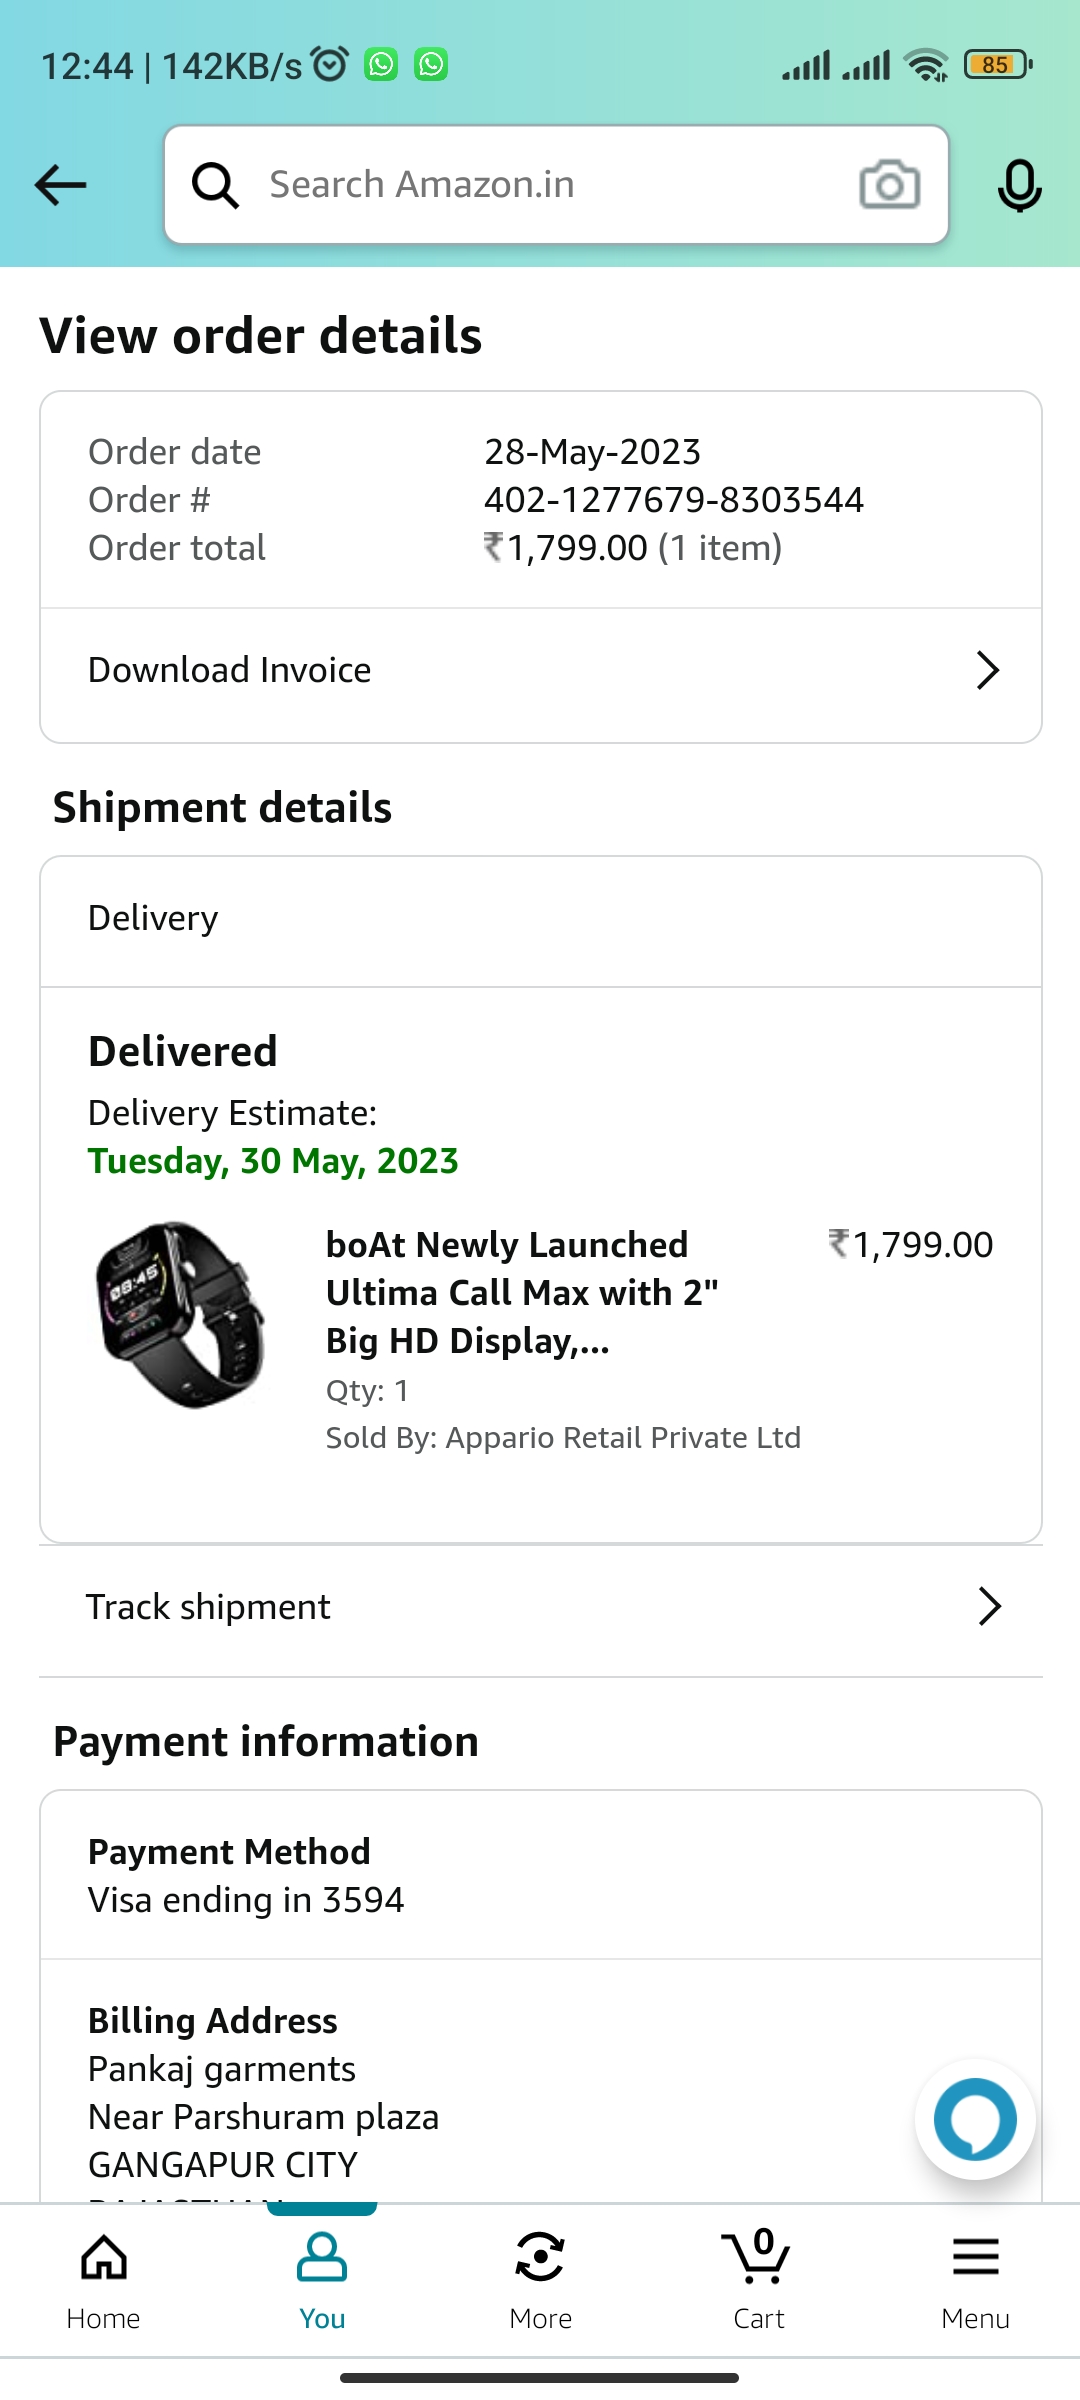 12:44 | 142KB/s
85
Search Amazon.in
View order details
Order date 28-May-2023
Order # 402-1277679-8303544
Order total ₹1,799.00 (1 item)
Download Invoice
Shipment details
Delivery
Delivered
Delivery Estimate:
Tuesday, 30 May, 2023
08:45
boAt Newly Launched ₹1,799.00
Ultima Call Max with 2"
Big HD Display,...
Qty: 1
Sold By: Appario Retail Private Ltd
Track shipment
Payment information
Payment Method
Visa ending in 3594
Billing Address
Pankaj garments
Near Parshuram plaza
GANGAPUR CITY
0
Home You More Cart Menu